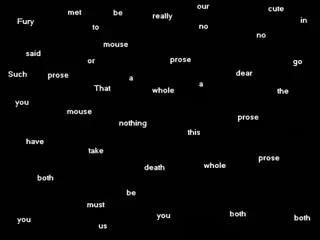 our cute
met be really in
Fury to no
mouse no
said or prose go
Such prose a dear
That whole a the
you mouse nothing prose
this
have take
death whole prose
both
be
must
you us you both both